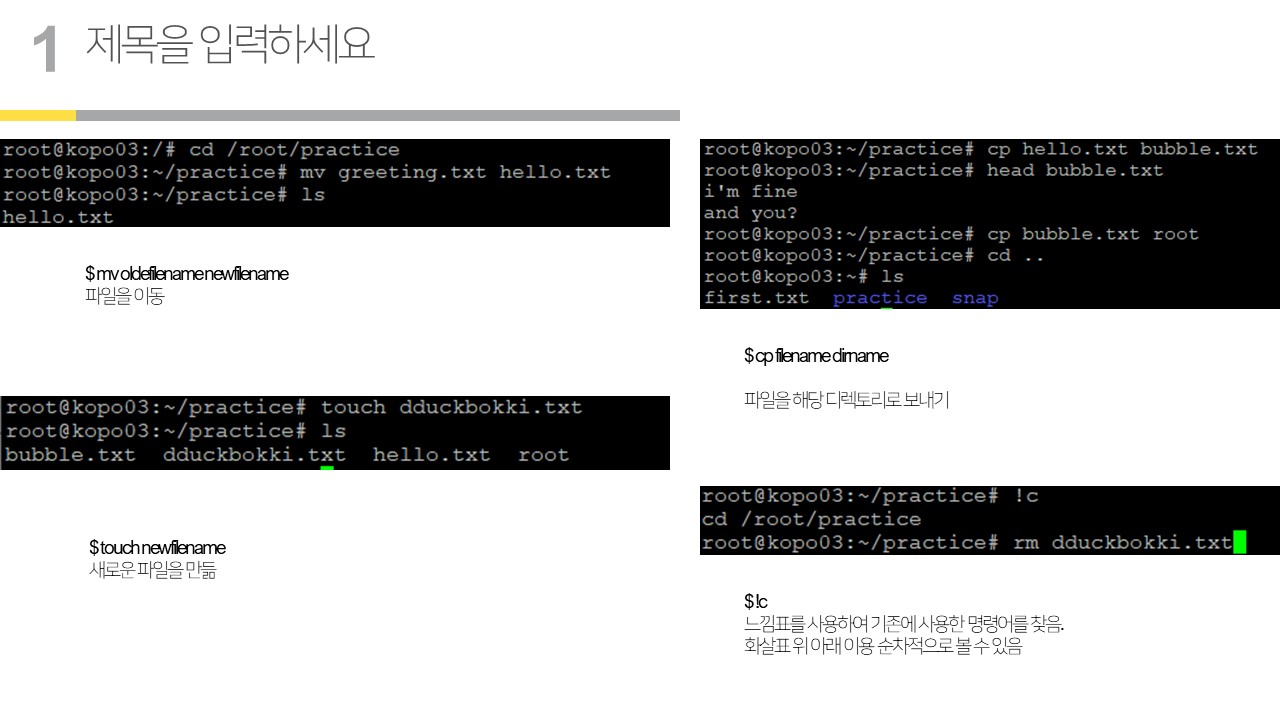 1 제목을 입력하세요
root@kopo03:/# cd /root/practice
root@kopo03:~/practice# mv greeting.txt hello.txt
root@kopo03:~/practice# ls
hello.txt
$ mv oldefilename newfilename
파일을 이동
root@kopo03:~/practice# touch dduckbokki.txt
root@kopo03:~/practice# ls
bubble.txt  dduckbokki.txt  hello.txt  root
$ touch newfilename
새로운 파일을 만듦
root@kopo03:~/practice# cp hello.txt bubble.txt
root@kopo03:~/practice# head bubble.txt
i'm fine
and you?
root@kopo03:~/practice# cp bubble.txt root
root@kopo03:~/practice# cd ..
root@kopo03:~# ls
first.txt  practice  snap
$ cp filename dirname
파일을 해당 디렉토리로 보내기
root@kopo03:~/practice# !c
cd /root/practice
root@kopo03:~/practice# rm dduckbokki.txt
$ !c
느낌표를 사용하여 기존에 사용한 명령어를 찾음.
화살표 위 아래 이용 순차적으로 볼 수 있음